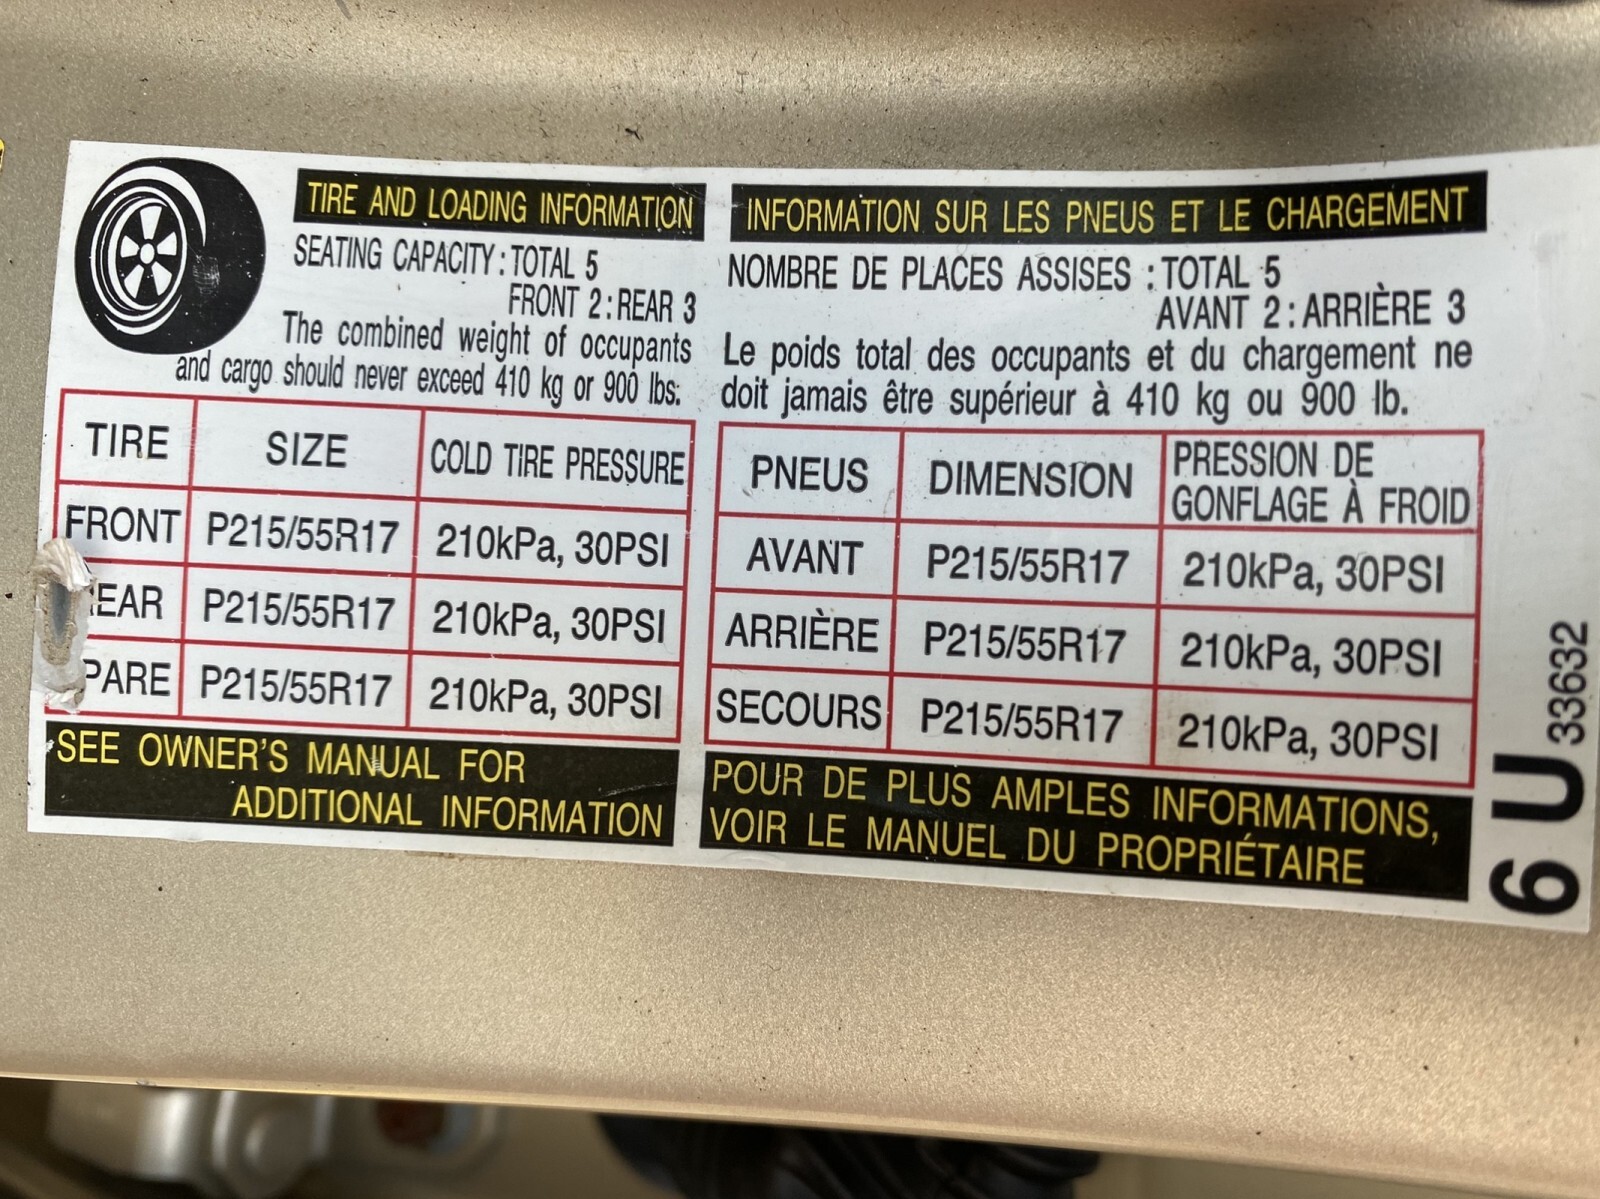 TIRE AND LOADING INFORMATION
SEATING CAPACITY : TOTAL 5
FRONT 2 : REAR 3
The combined weight of occupants
and cargo should never exceed 410 kg or 900 lbs.
TIRE SIZE COLD TIRE PRESSURE
FRONT P215/55R17 210kPa, 30PSI
EAR P215/55R17 210kPa, 30PSI
PARE P215/55R17 210kPa, 30PSI
SEE OWNER'S MANUAL FOR
ADDITIONAL INFORMATION
INFORMATION SUR LES PNEUS ET LE CHARGEMENT
NOMBRE DE PLACES ASSISES : TOTAL 5
AVANT 2 : ARRIÈRE 3
Le poids total des occupants et du chargement ne
doit jamais être supérieur à 410 kg ou 900 lb.
PNEUS DIMENSION PRESSION DE
GONFLAGE À FROID
AVANT P215/55R17 210kPa, 30PSI
ARRIÈRE P215/55R17 210kPa, 30PSI
SECOURS P215/55R17 210kPa, 30PSI
POUR DE PLUS AMPLES INFORMATIONS,
VOIR LE MANUEL DU PROPRIÉTAIRE
6 U 33632